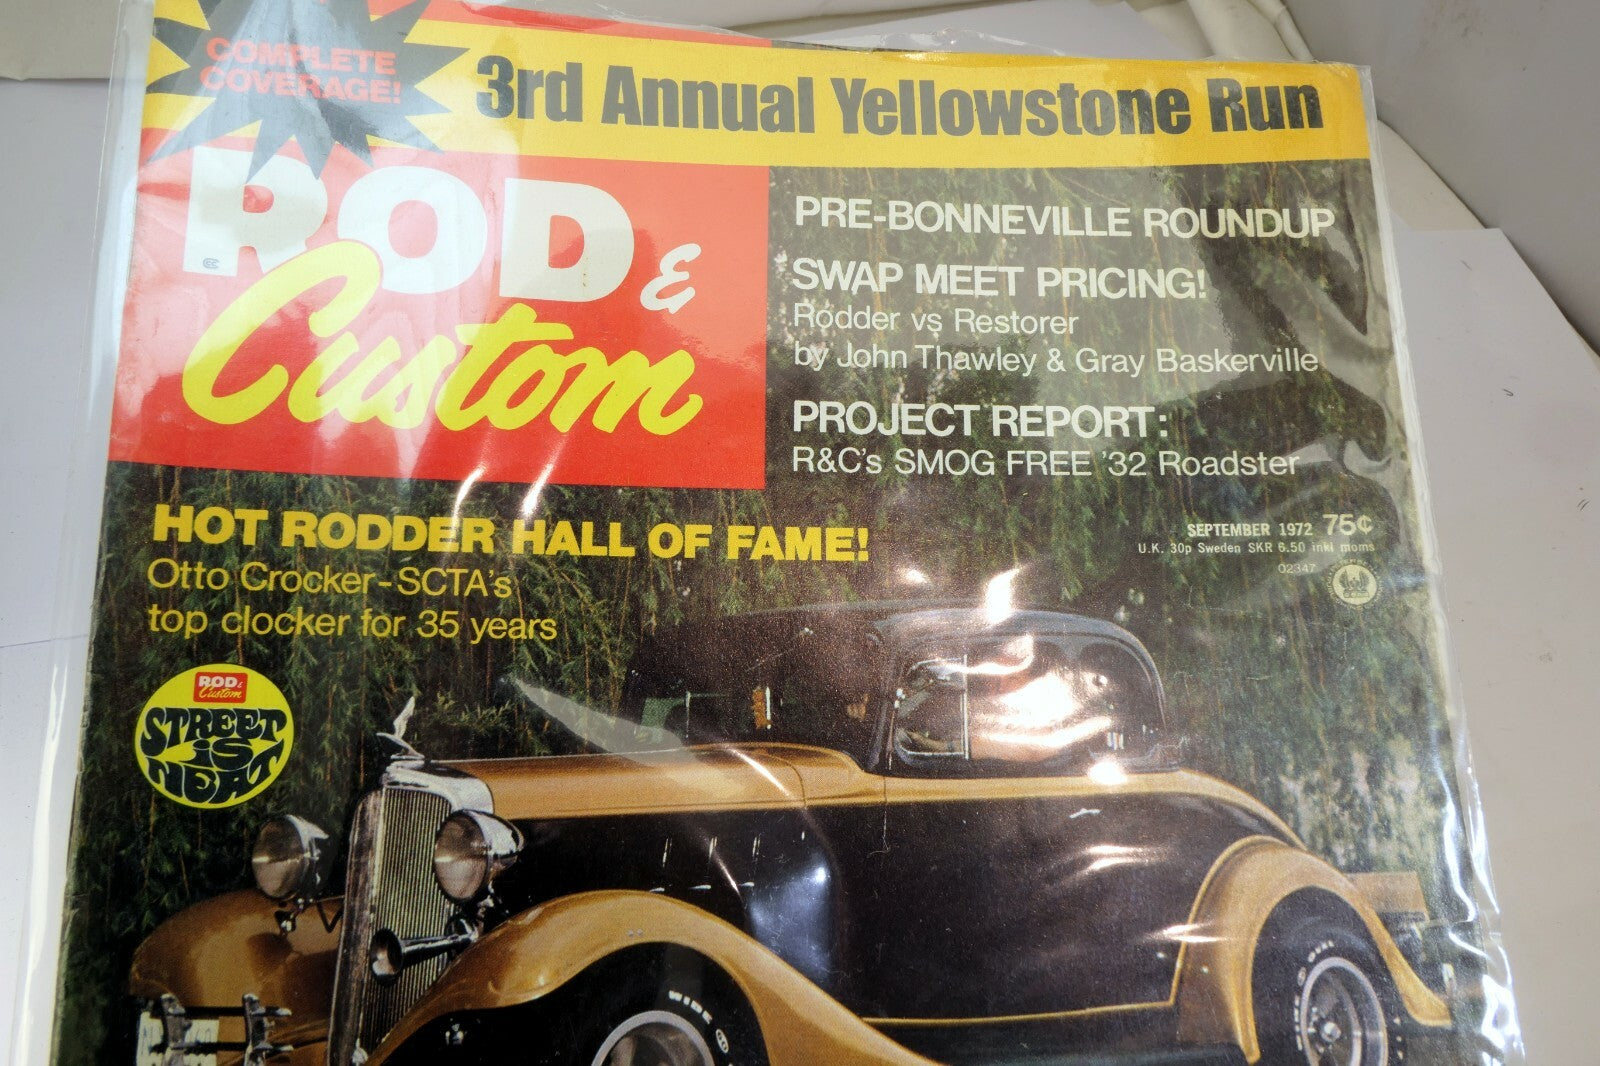 COMPLETE
COVERAGE!
3rd Annual Yellowstone Run
ROD &
Custom
PRE-BONNEVILLE ROUNDUP
SWAP MEET PRICING!
Rodder vs Restorer
by John Thawley & Gray Baskerville
PROJECT REPORT:
R&C's SMOG FREE '32 Roadster
HOT RODDER HALL OF FAME!
Otto Crocker-SCTA's
top clocker for 35 years
SEPTEMBER 1972 75¢
U.K. 30p Sweden SKR 6.50 inkl moms
02347
ROD &
Custom
STREET
iS
NEAT
WIDE